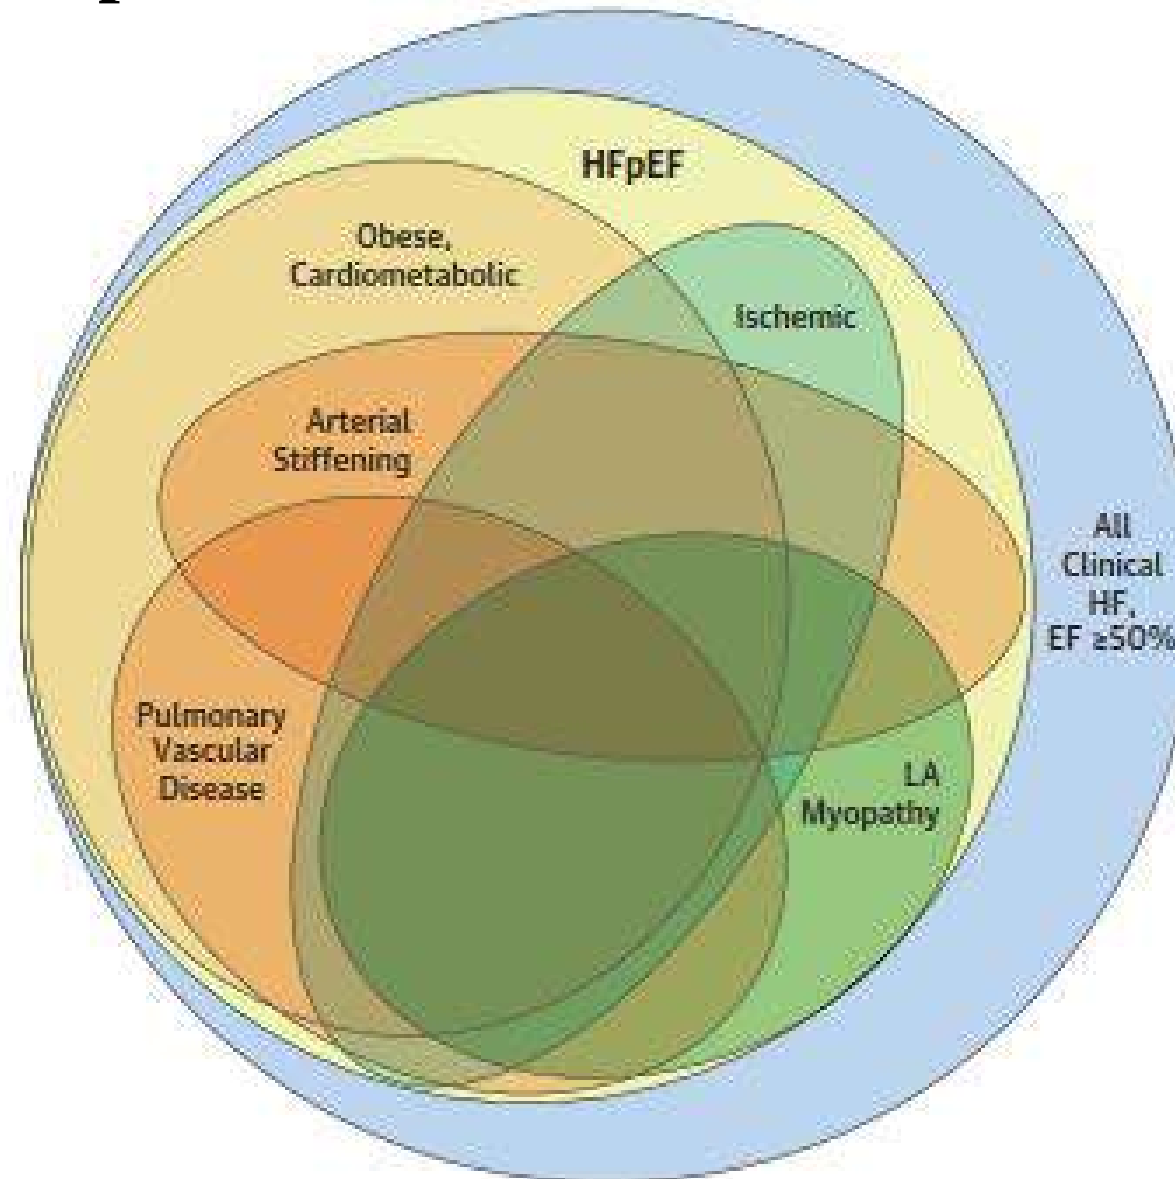 HFpEF
Obese,
Cardiometabolic
Ischemic
Arterial
Stiffening
All
Clinical
HF,
EF ≥50%
Pulmonary
Vascular
Disease
LA
Myopathy